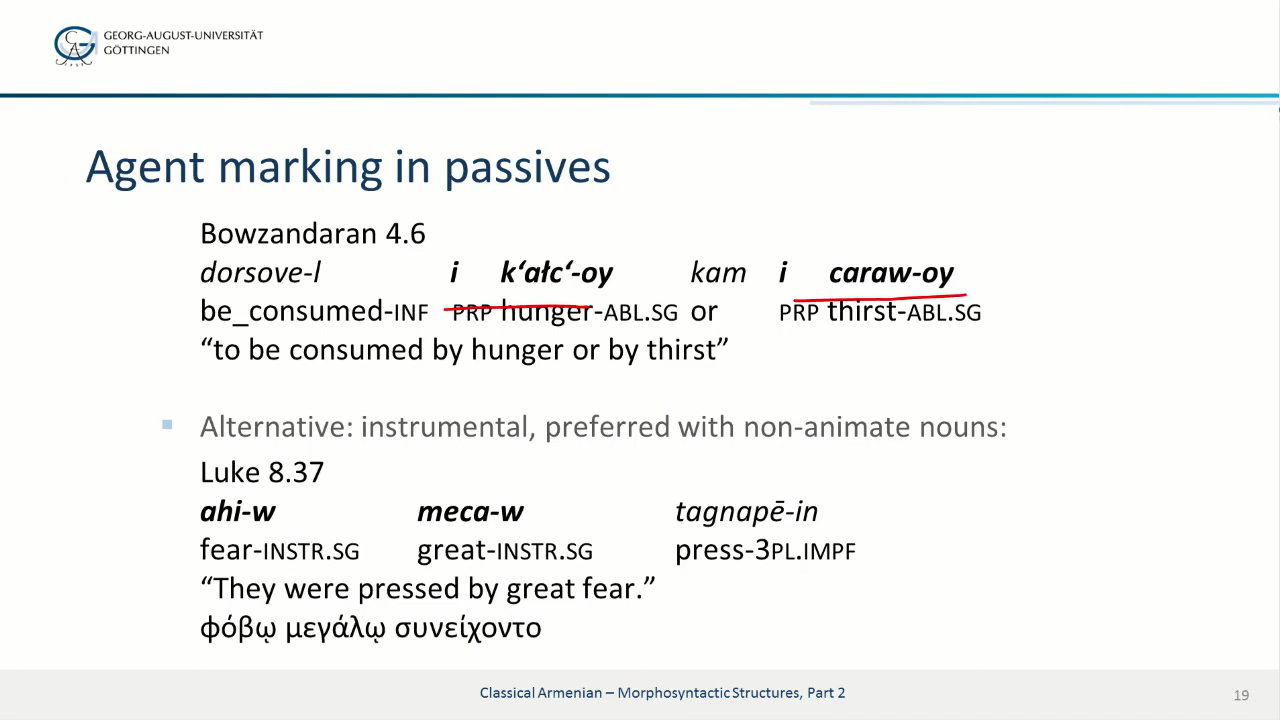 GEORG-AUGUST-UNIVERSITÄT
GÖTTINGEN
Agent marking in passives
Bowzandaran 4.6
dorsove-l i k‘ałc‘-oy kam i caraw-oy
be_consumed-INF PRP hunger-ABL.SG or PRP thirst-ABL.SG
“to be consumed by hunger or by thirst”
Alternative: instrumental, preferred with non-animate nouns:
Luke 8.37
ahi-w meca-w tagnapē-in
fear-INSTR.SG great-INSTR.SG press-3PL.IMPF
“They were pressed by great fear.”
φόβῳ μεγάλῳ συνείχοντο
Classical Armenian – Morphosyntactic Structures, Part 2
19